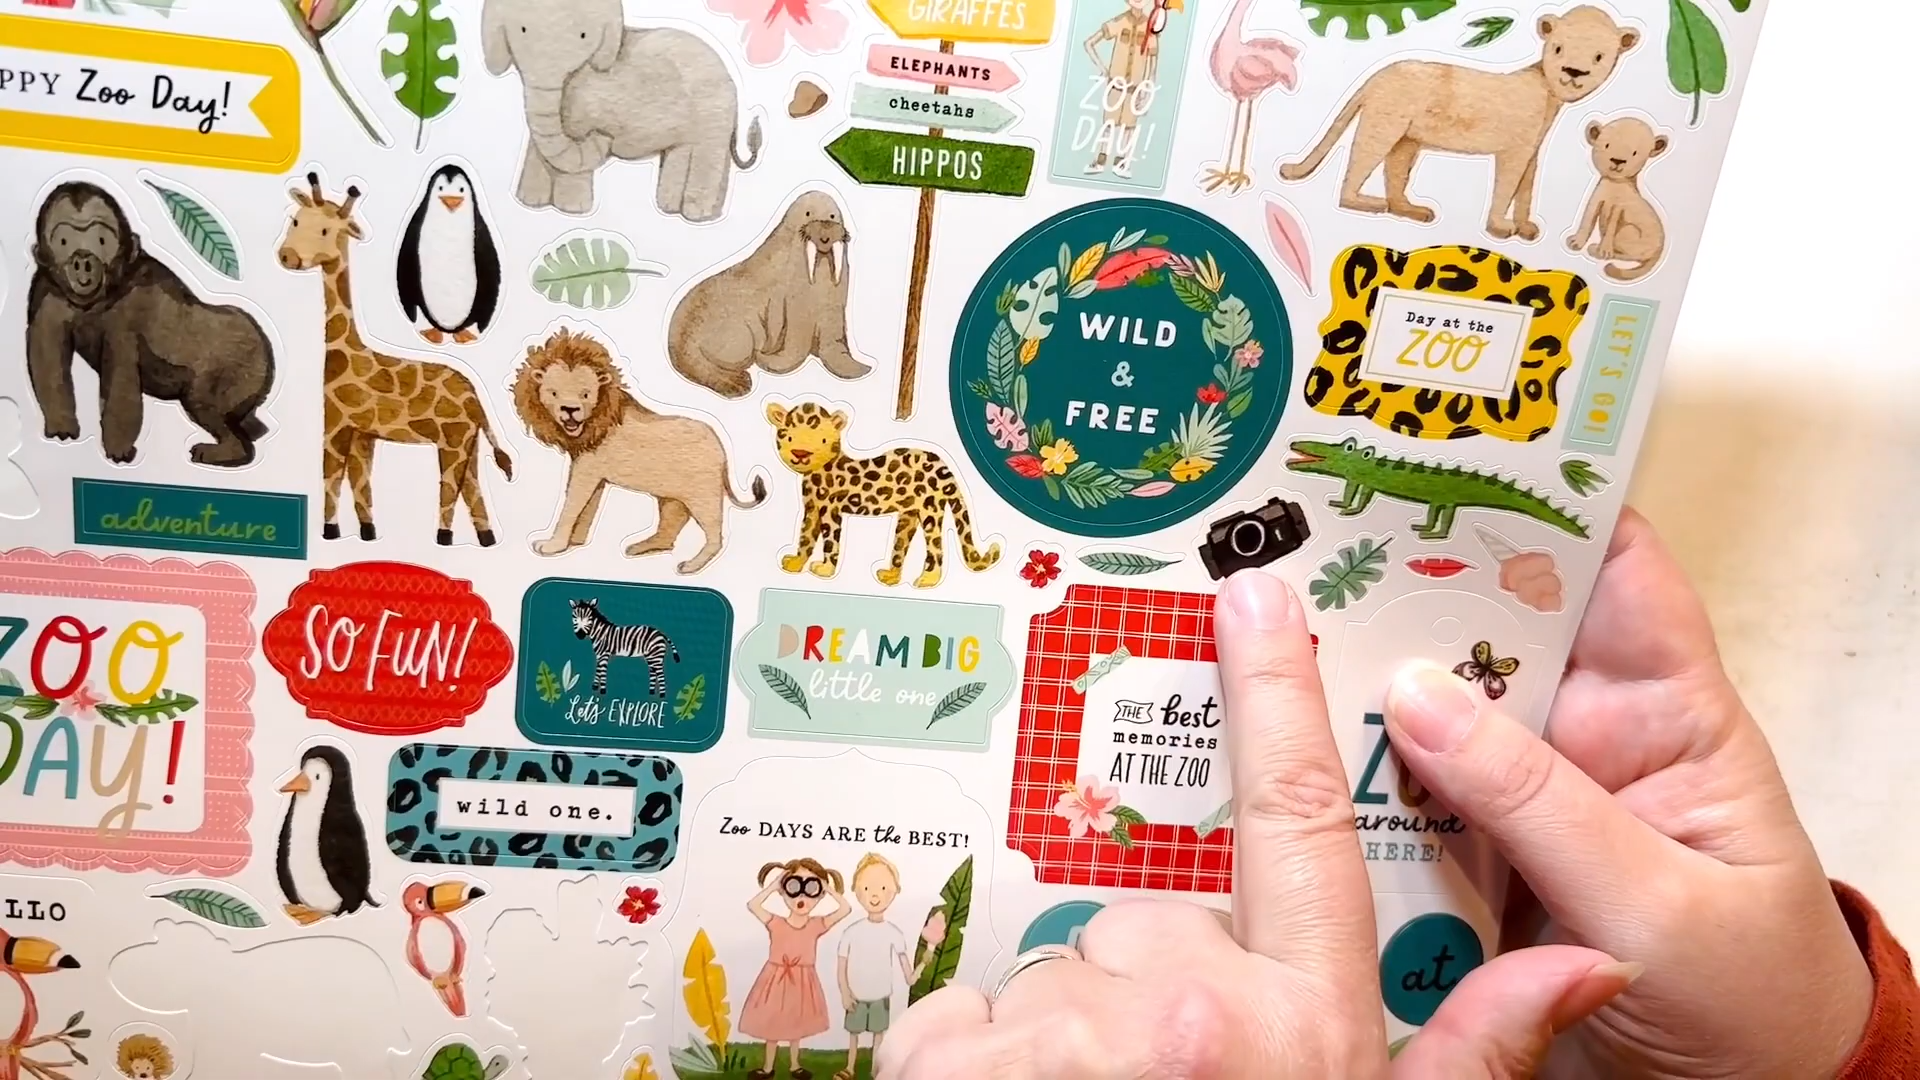 GIRAFFES
ELEPHANTS
cheetahs
HIPPOS
ZOO
DAY!
PPY Zoo Day!
WILD
&
FREE
Day at the
ZOO
LET'S GO!
adventure
ZOO
DAY!
SO FUN!
Let's EXPLORE
DREAM BIG
little one
THE best
memories
AT THE ZOO
wild one.
Zoo DAYS ARE the BEST!
around
HERE!
LLO
at